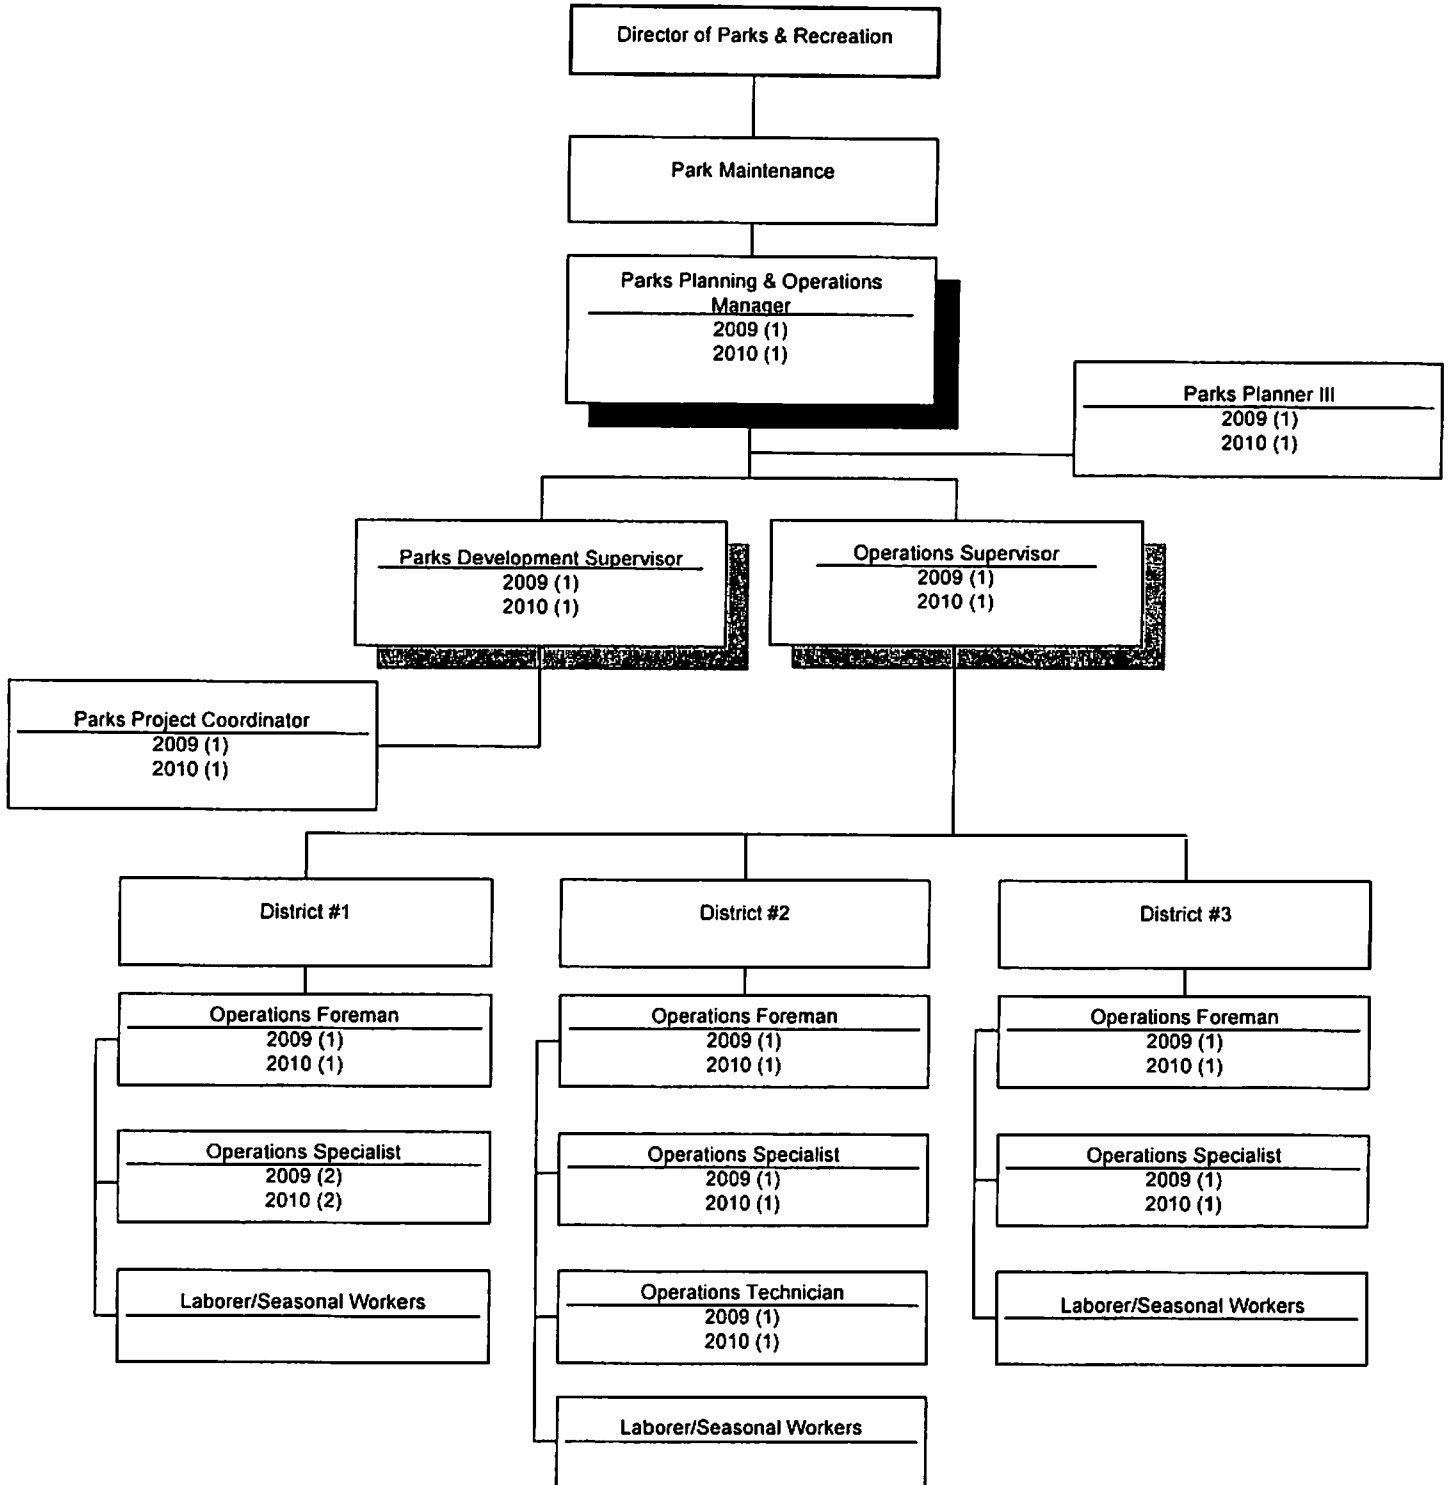 Director of Parks & Recreation
Park Maintenance
Parks Planning & Operations
Manager
2009 (1)
2010 (1)
Parks Planner III
2009 (1)
2010 (1)
Parks Development Supervisor
2009 (1)
2010 (1)
Operations Supervisor
2009 (1)
2010 (1)
Parks Project Coordinator
2009 (1)
2010 (1)
District #1
Operations Foreman
2009 (1)
2010 (1)
Operations Specialist
2009 (2)
2010 (2)
Laborer/Seasonal Workers
District #2
Operations Foreman
2009 (1)
2010 (1)
Operations Specialist
2009 (1)
2010 (1)
Operations Technician
2009 (1)
2010 (1)
Laborer/Seasonal Workers
District #3
Operations Foreman
2009 (1)
2010 (1)
Operations Specialist
2009 (1)
2010 (1)
Laborer/Seasonal Workers